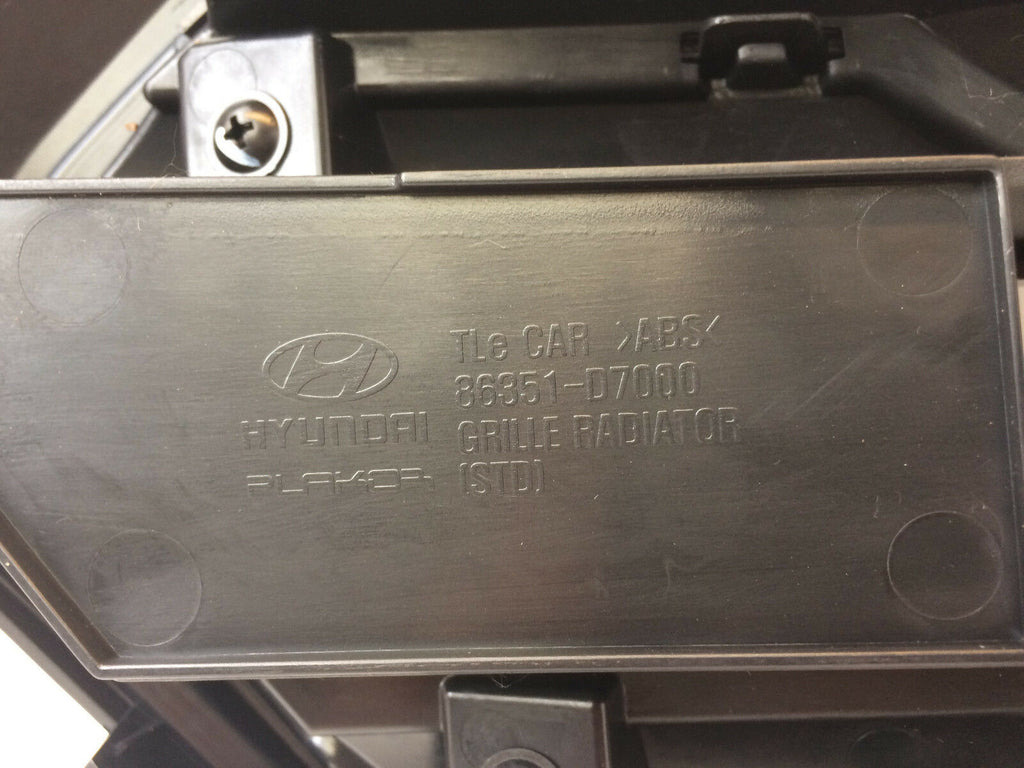 TLe CAR >ABS<
86351-D7000
HYUNDAI GRILLE RADIATOR
PLAKOR (STD)